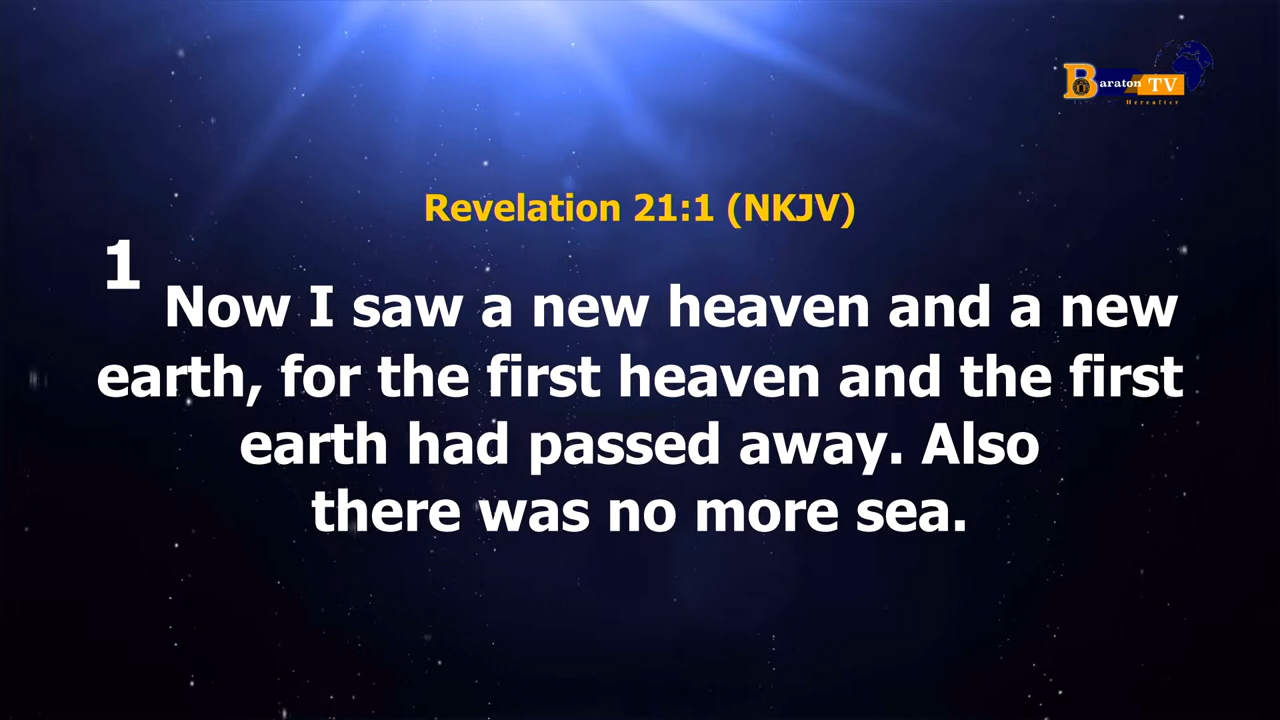 Baraton TV
Hereafter
Revelation 21:1 (NKJV)
1 Now I saw a new heaven and a new
earth, for the first heaven and the first
earth had passed away. Also
there was no more sea.